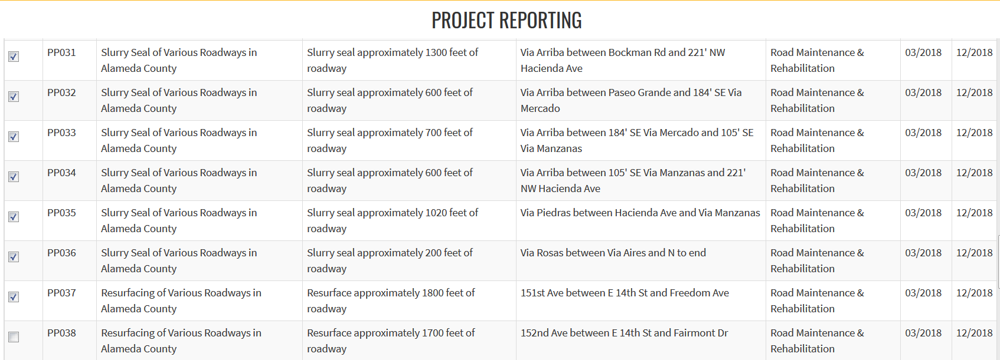 PROJECT REPORTING
PP031 Slurry Seal of Various Roadways in Slurry seal approximately 1300 feet of Via Arriba between Bockman Rd and 221' NW Road Maintenance & 03/2018 12/2018
Alameda County roadway Hacienda Ave Rehabilitation
PP032 Slurry Seal of Various Roadways in Slurry seal approximately 600 feet of Via Arriba between Paseo Grande and 184' SE Via Road Maintenance & 03/2018 12/2018
Alameda County roadway Mercado Rehabilitation
PP033 Slurry Seal of Various Roadways in Slurry seal approximately 700 feet of Via Arriba between 184' SE Via Mercado and 105' SE Road Maintenance & 03/2018 12/2018
Alameda County roadway Via Manzanas Rehabilitation
PP034 Slurry Seal of Various Roadways in Slurry seal approximately 600 feet of Via Arriba between 105' SE Via Manzanas and 221' Road Maintenance & 03/2018 12/2018
Alameda County roadway NW Hacienda Ave Rehabilitation
PP035 Slurry Seal of Various Roadways in Slurry seal approximately 1020 feet of Via Piedras between Hacienda Ave and Via Manzanas Road Maintenance & 03/2018 12/2018
Alameda County roadway Rehabilitation
PP036 Slurry Seal of Various Roadways in Slurry seal approximately 200 feet of Via Rosas between Via Aires and N to end Road Maintenance & 03/2018 12/2018
Alameda County roadway Rehabilitation
PP037 Resurfacing of Various Roadways in Resurface approximately 1800 feet of 151st Ave between E 14th St and Freedom Ave Road Maintenance & 03/2018 12/2018
Alameda County roadway Rehabilitation
PP038 Resurfacing of Various Roadways in Resurface approximately 1700 feet of 152nd Ave between E 14th St and Fairmont Dr Road Maintenance & 03/2018 12/2018
Alameda County roadway Rehabilitation